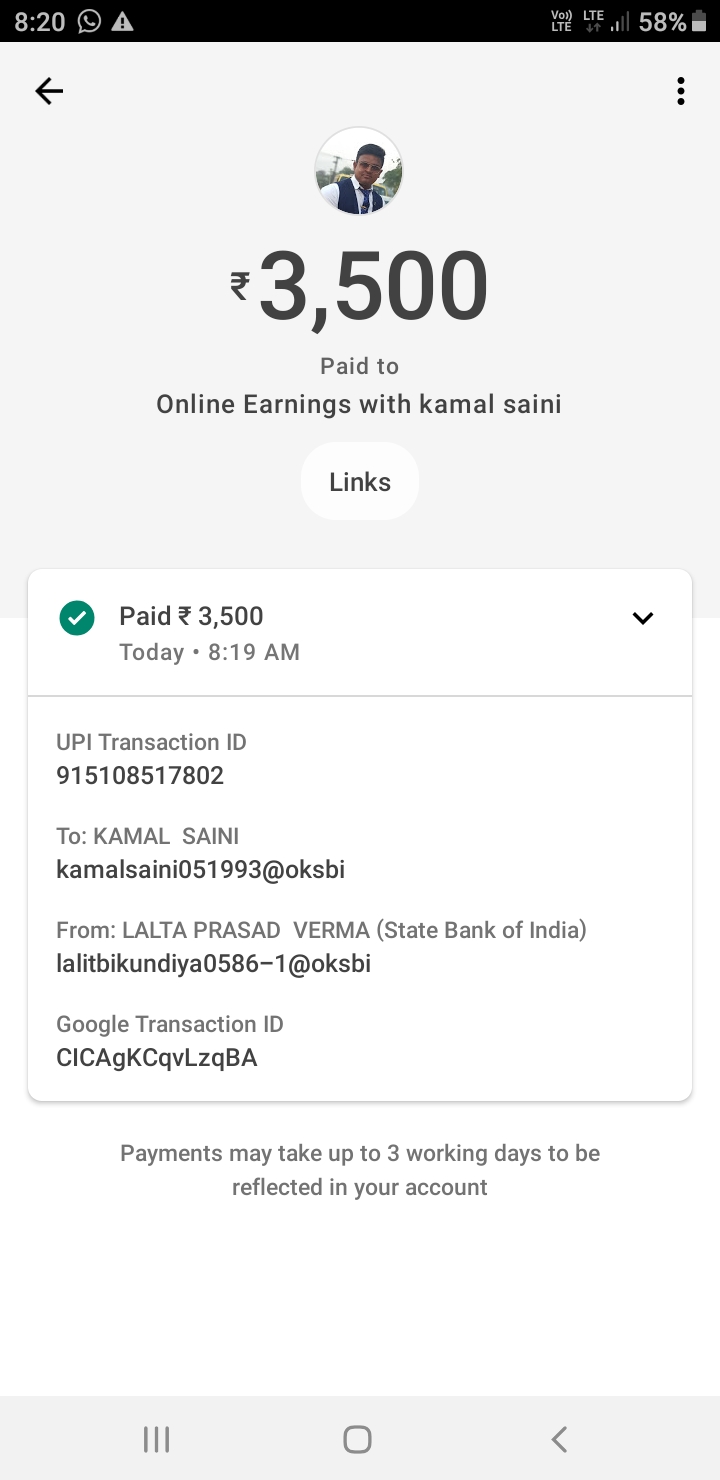 8:20
Vo)) LTE LTE 58%
₹3,500
Paid to
Online Earnings with kamal saini
Links
Paid ₹ 3,500
Today • 8:19 AM
UPI Transaction ID
915108517802
To: KAMAL  SAINI
kamalsaini051993@oksbi
From: LALTA PRASAD  VERMA (State Bank of India)
lalitbikundiya0586–1@oksbi
Google Transaction ID
CICAgKCqvLzqBA
Payments may take up to 3 working days to be
reflected in your account